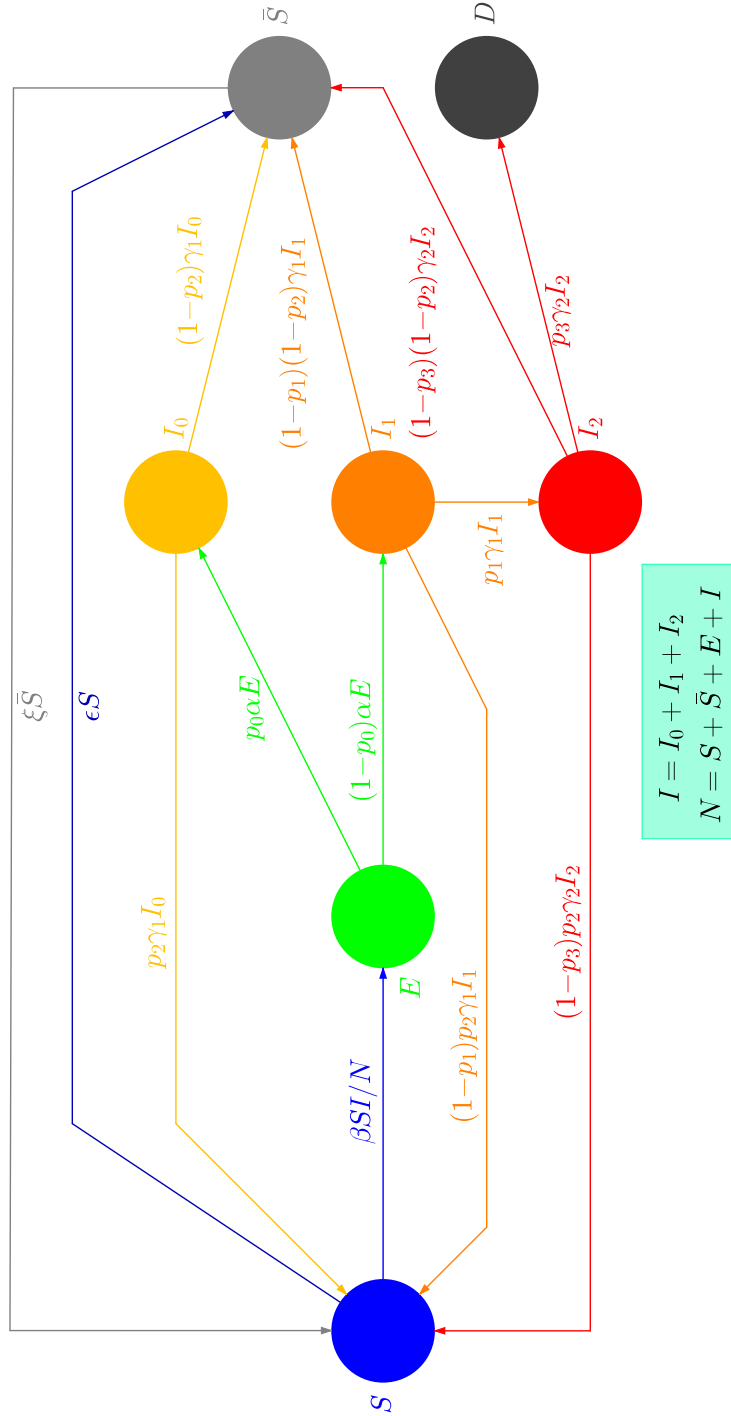 ξS̄
ϵS
S̄
D
(1−p₂)γ₁I₀
(1−p₁)(1−p₂)γ₁I₁
(1−p₃)(1−p₂)γ₂I₂
p₃γ₂I₂
I₀
I₁
I₂
p₁γ₁I₁
p₀αE
(1−p₀)αE
p₂γ₁I₀
E
βSI/N
(1−p₁)p₂γ₁I₁
(1−p₃)p₂γ₂I₂
S
I = I₀ + I₁ + I₂
N = S + S̄ + E + I